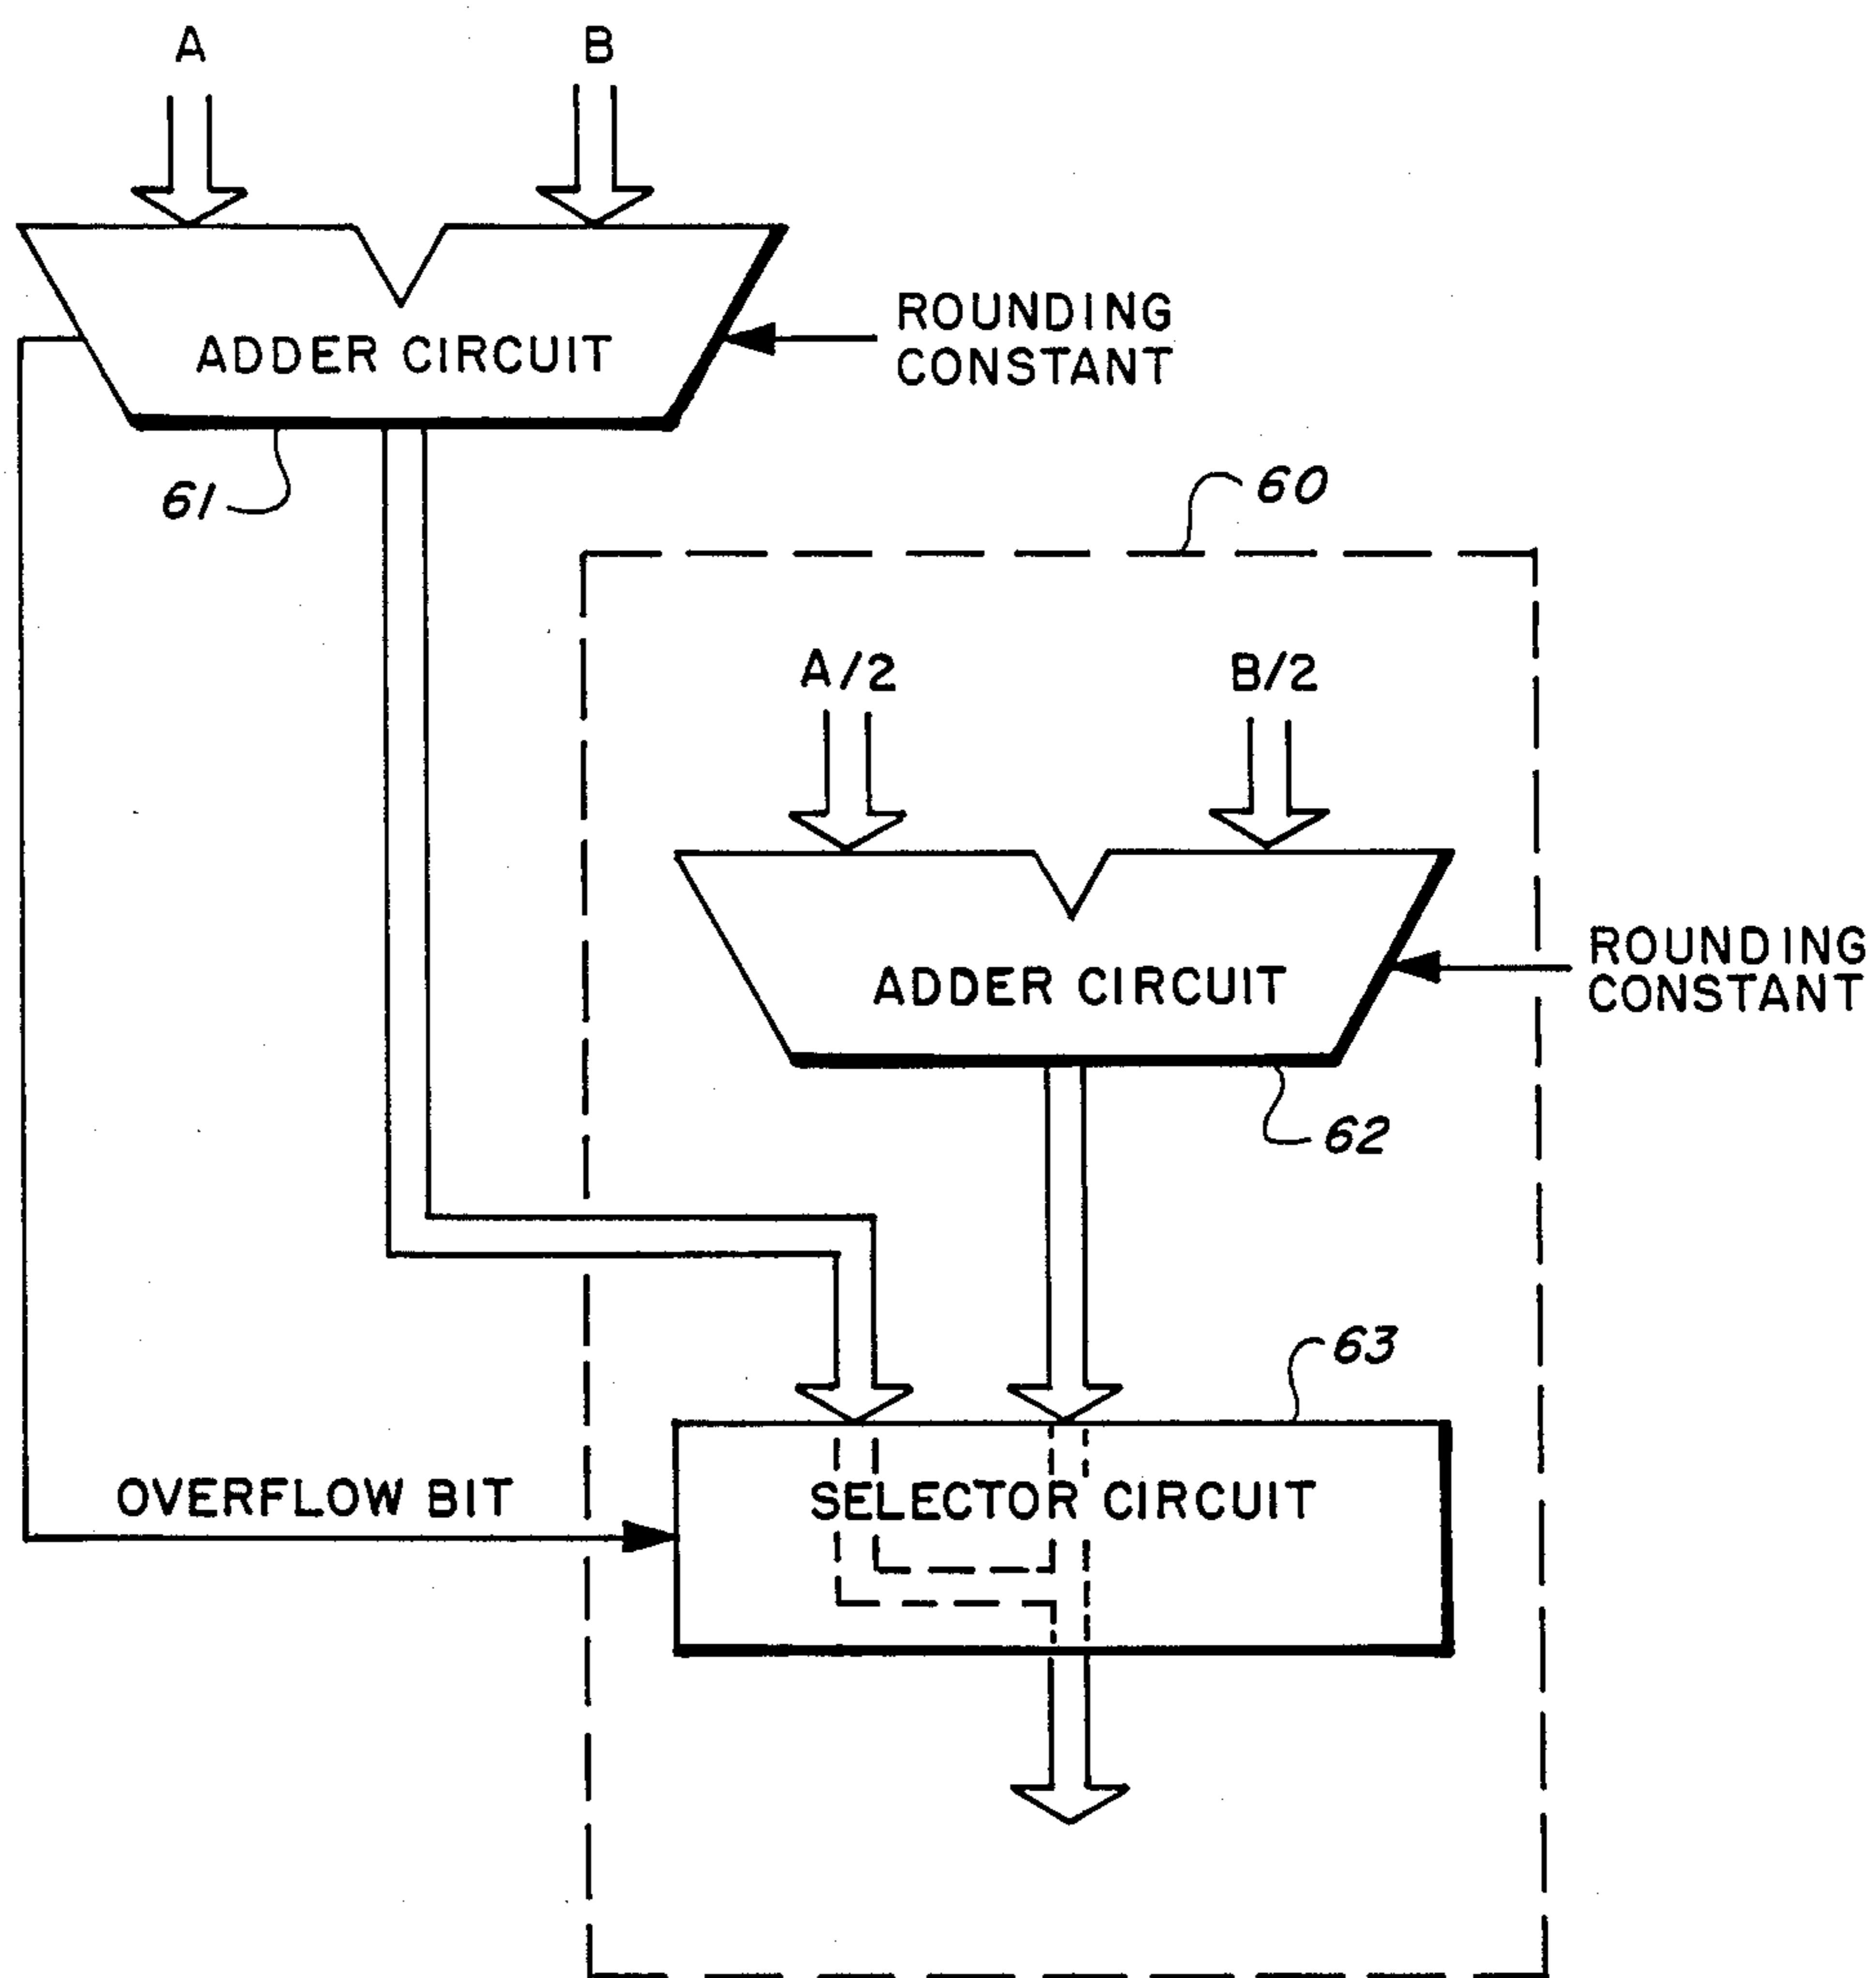 A
B
ROUNDING
CONSTANT
ADDER CIRCUIT
61
60
A/2
B/2
ROUNDING
CONSTANT
ADDER CIRCUIT
62
63
OVERFLOW BIT
SELECTOR CIRCUIT